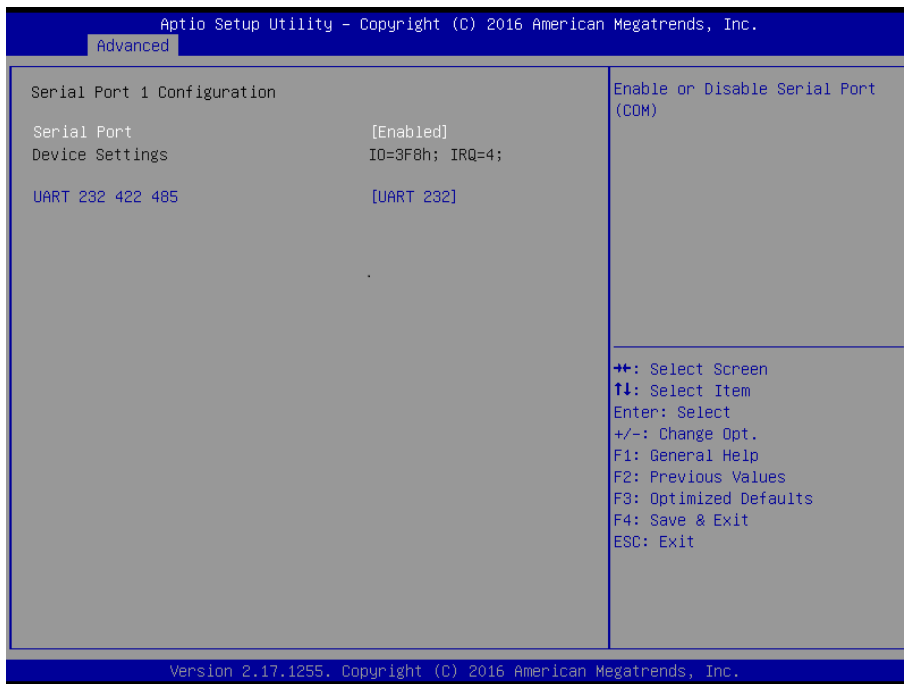 Aptio Setup Utility – Copyright (C) 2016 American Megatrends, Inc.
Advanced
Serial Port 1 Configuration
Serial Port [Enabled]
Device Settings IO=3F8h; IRQ=4;
UART 232 422 485 [UART 232]
Enable or Disable Serial Port
(COM)
→←: Select Screen
↑↓: Select Item
Enter: Select
+/-: Change Opt.
F1: General Help
F2: Previous Values
F3: Optimized Defaults
F4: Save & Exit
ESC: Exit
Version 2.17.1255. Copyright (C) 2016 American Megatrends, Inc.